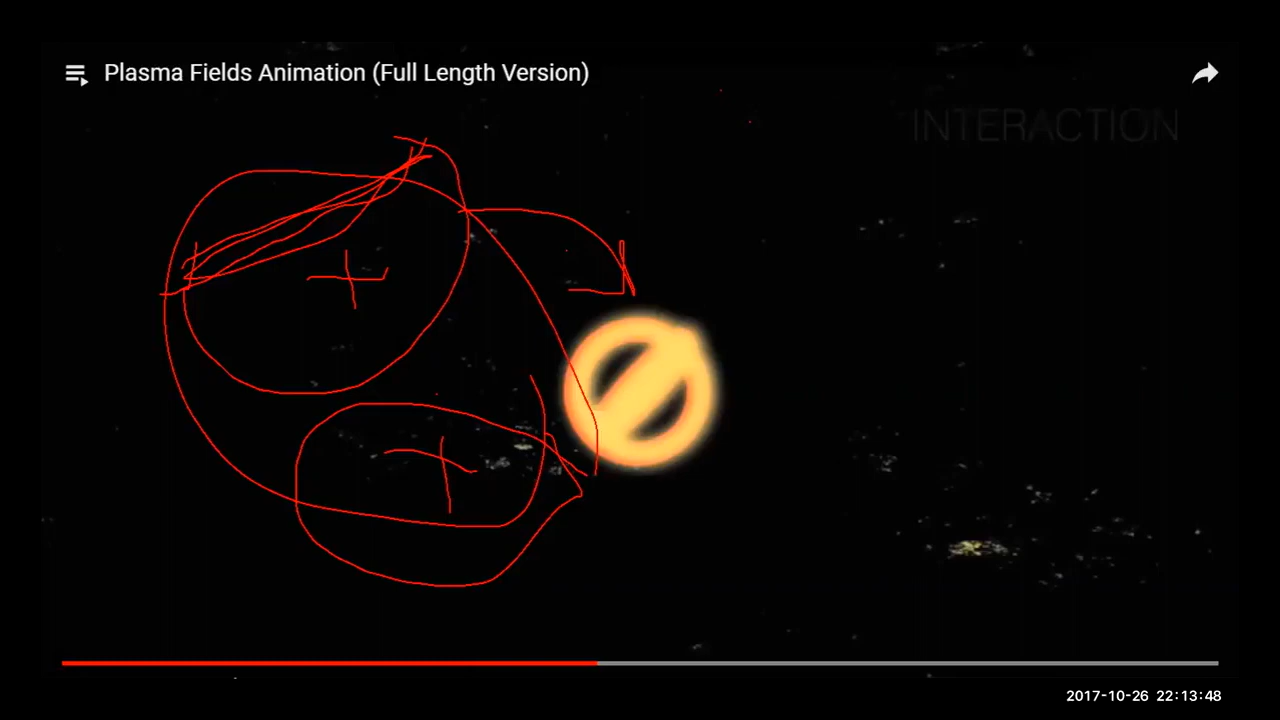 Plasma Fields Animation (Full Length Version)
INTERACTION
+
+
2017-10-26 22:13:48